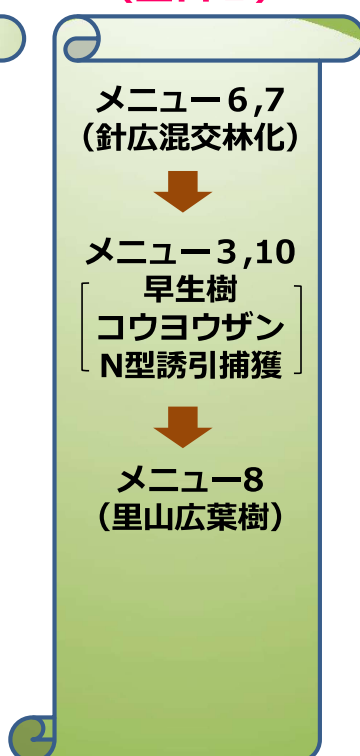 メニュー６,７
（針広混交林化）
メニュー３,10
早生樹
コウヨウザン
N型誘引捕獲
メニュー8
（里山広葉樹）